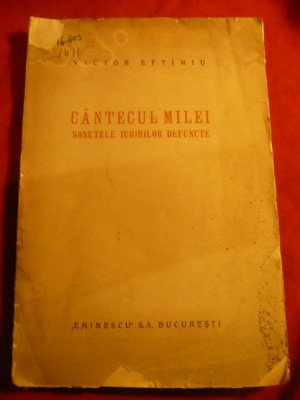 VICTOR EFTIMIU
CÂNTECUL MILEI
SONETELE IUBIRILOR DEFUNCTE
„EMINESCU" S.A. BUCUREȘTI